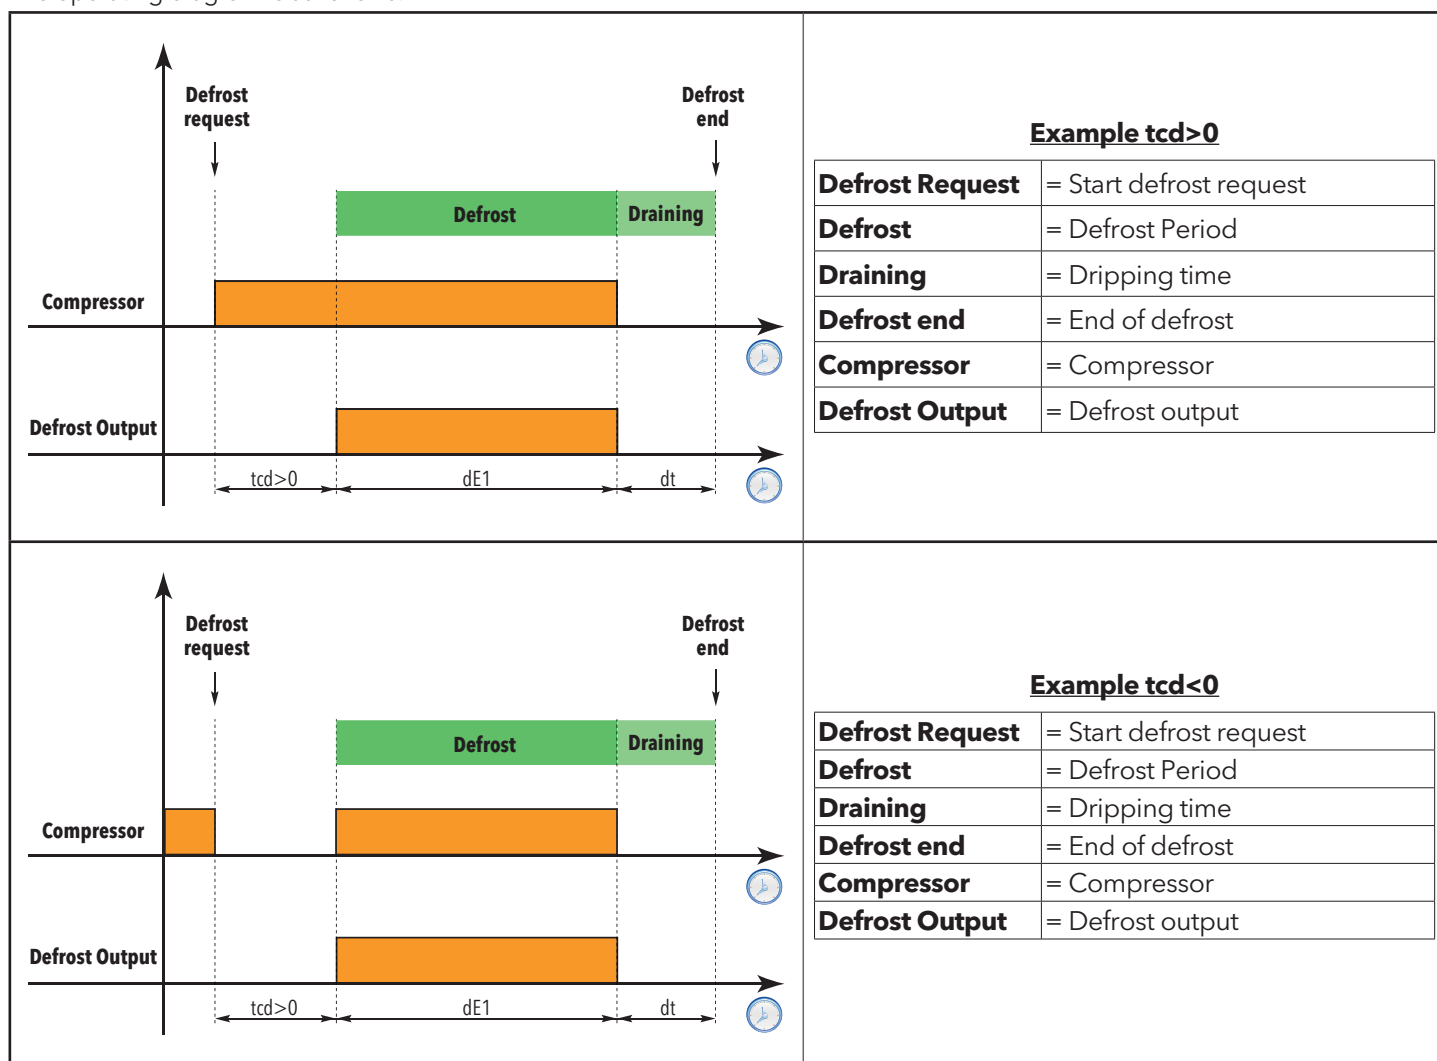 Defrost
request
Defrost
end
Defrost
Draining
Compressor
Defrost Output
tcd>0
dE1
dt
Example tcd>0
Defrost Request = Start defrost request
Defrost = Defrost Period
Draining = Dripping time
Defrost end = End of defrost
Compressor = Compressor
Defrost Output = Defrost output
Defrost
request
Defrost
end
Defrost
Draining
Compressor
Defrost Output
tcd>0
dE1
dt
Example tcd<0
Defrost Request = Start defrost request
Defrost = Defrost Period
Draining = Dripping time
Defrost end = End of defrost
Compressor = Compressor
Defrost Output = Defrost output